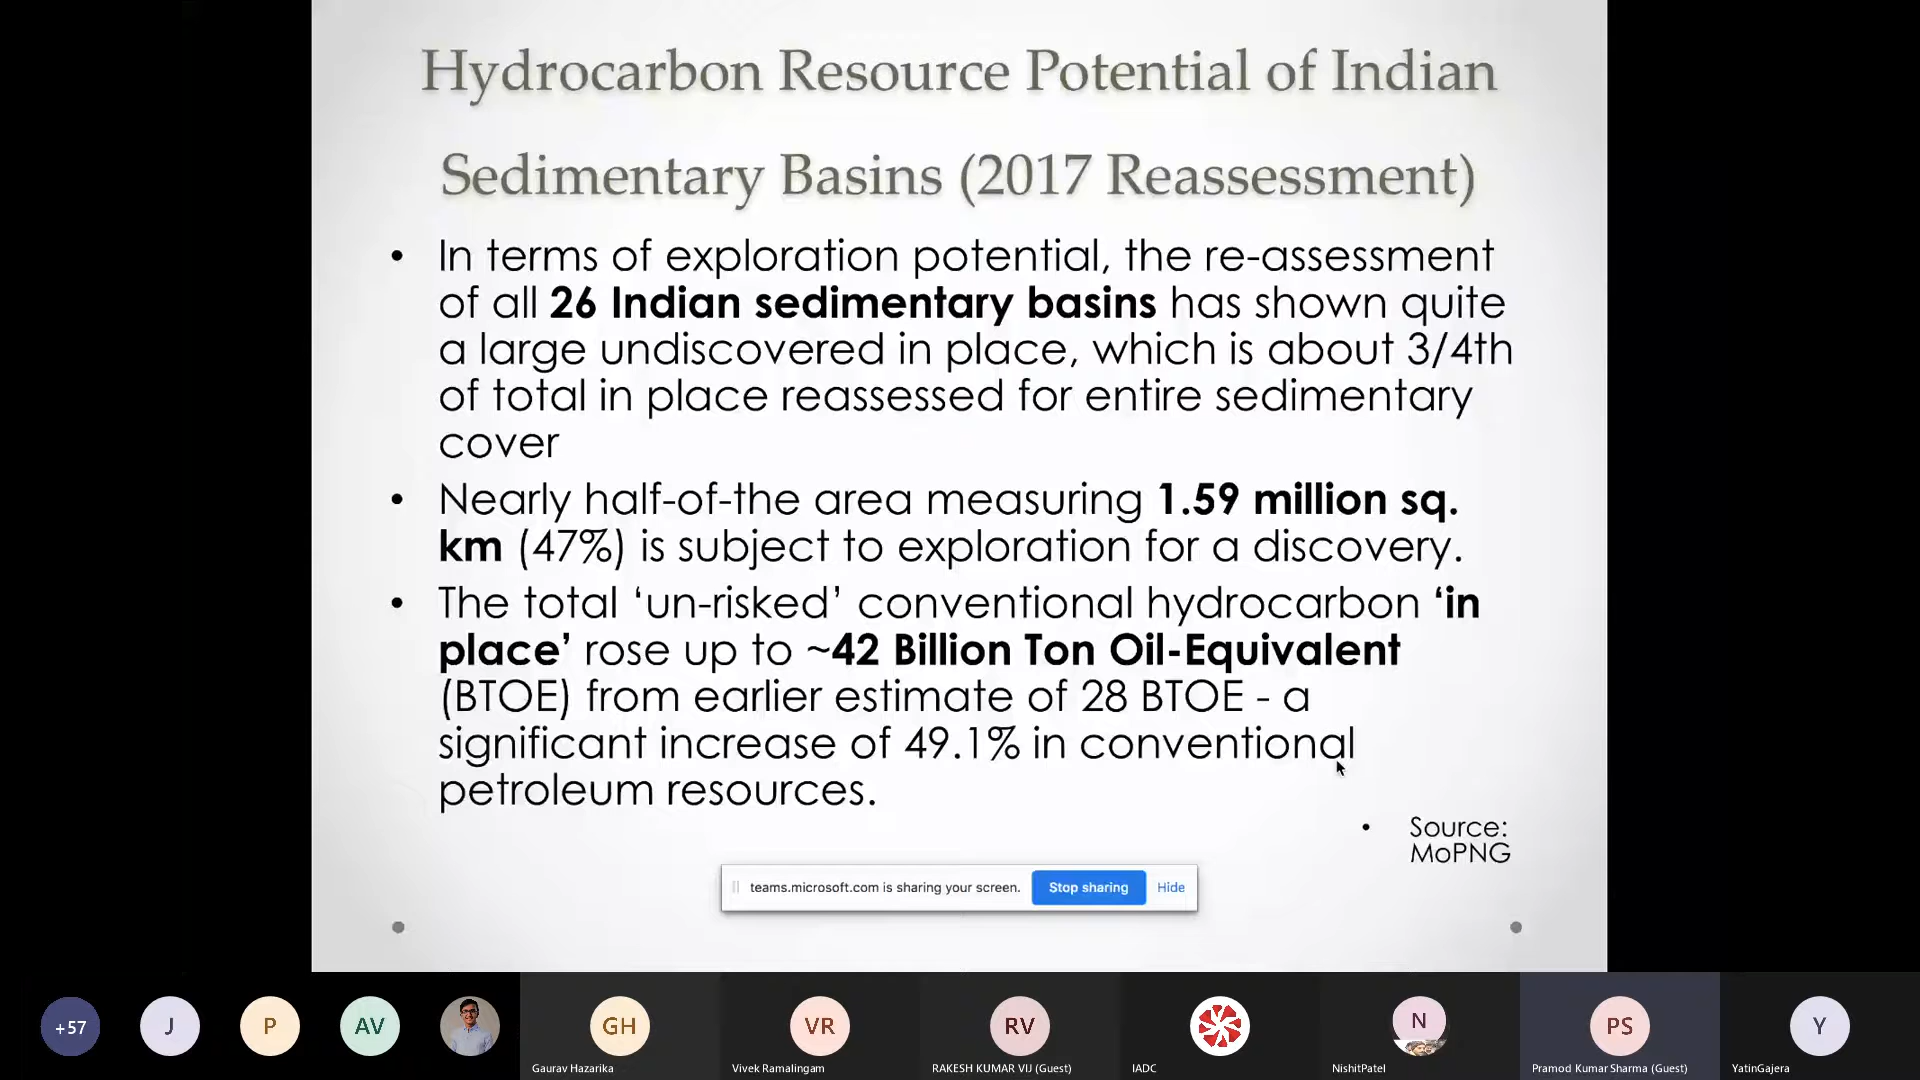 Hydrocarbon Resource Potential of Indian
Sedimentary Basins (2017 Reassessment)
• In terms of exploration potential, the re-assessment
of all 26 Indian sedimentary basins has shown quite
a large undiscovered in place, which is about 3/4th
of total in place reassessed for entire sedimentary
cover
• Nearly half-of-the area measuring 1.59 million sq.
km (47%) is subject to exploration for a discovery.
• The total ‘un-risked’ conventional hydrocarbon ‘in
place’ rose up to ~42 Billion Ton Oil-Equivalent
(BTOE) from earlier estimate of 28 BTOE - a
significant increase of 49.1% in conventional
petroleum resources.
• Source:
MoPNG
teams.microsoft.com is sharing your screen. Stop sharing Hide
+57 J P AV GH VR RV N PS Y
Gaurav Hazarika Vivek Ramalingam RAKESH KUMAR VIJ (Guest) IADC NishitPatel Pramod Kumar Sharma (Guest) YatinGajera